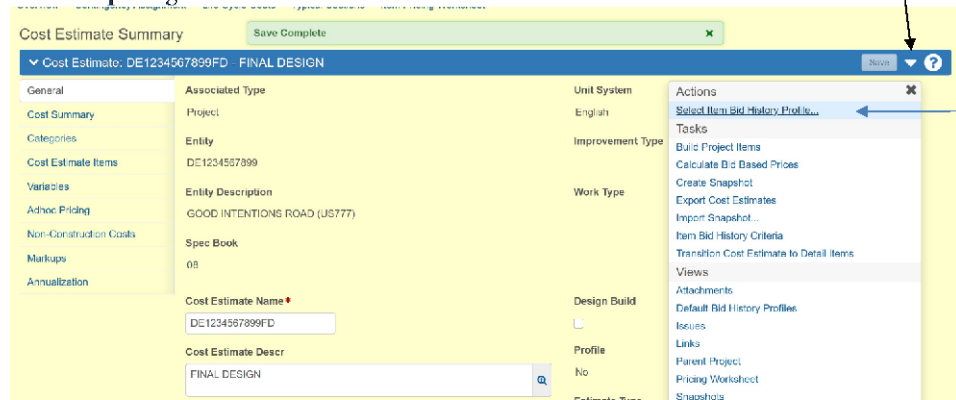 Cost Estimate Summary
Save Complete
Cost Estimate: DE1234567899FD - FINAL DESIGN
Save
?
General
Cost Summary
Categories
Cost Estimate Items
Variables
Adhoc Pricing
Non-Construction Costs
Markups
Annualization
Associated Type
Project
Entity
DE1234567899
Entity Description
GOOD INTENTIONS ROAD (US777)
Spec Book
08
Cost Estimate Name*
DE1234567899FD
Cost Estimate Descr
FINAL DESIGN
Unit System
English
Improvement Type
Work Type
Design Build
Profile
No
Estimate Type
Actions
Select Item Bid History Profile...
Tasks
Build Project Items
Calculate Bid Based Prices
Create Snapshot
Export Cost Estimates
Import Snapshot...
Item Bid History Criteria
Transition Cost Estimate to Detail Items
Views
Attachments
Default Bid History Profiles
Issues
Links
Parent Project
Pricing Worksheet
Snapshots